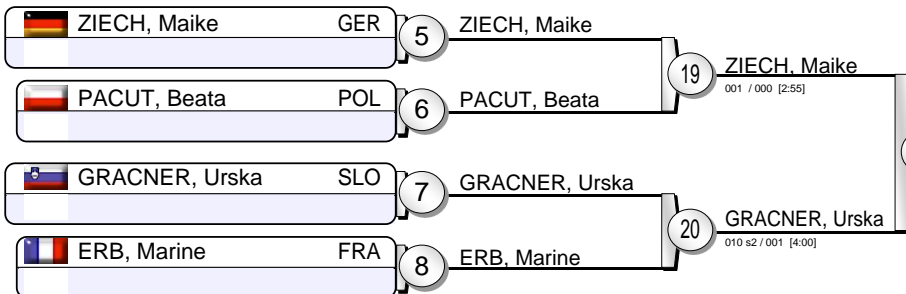 ZIECH, Maike GER
5
ZIECH, Maike
PACUT, Beata POL
6
PACUT, Beata
19
ZIECH, Maike
001 / 000 [2:55]
GRACNER, Urska SLO
7
GRACNER, Urska
ERB, Marine FRA
8
ERB, Marine
20
GRACNER, Urska
010 s2 / 001 [4:00]